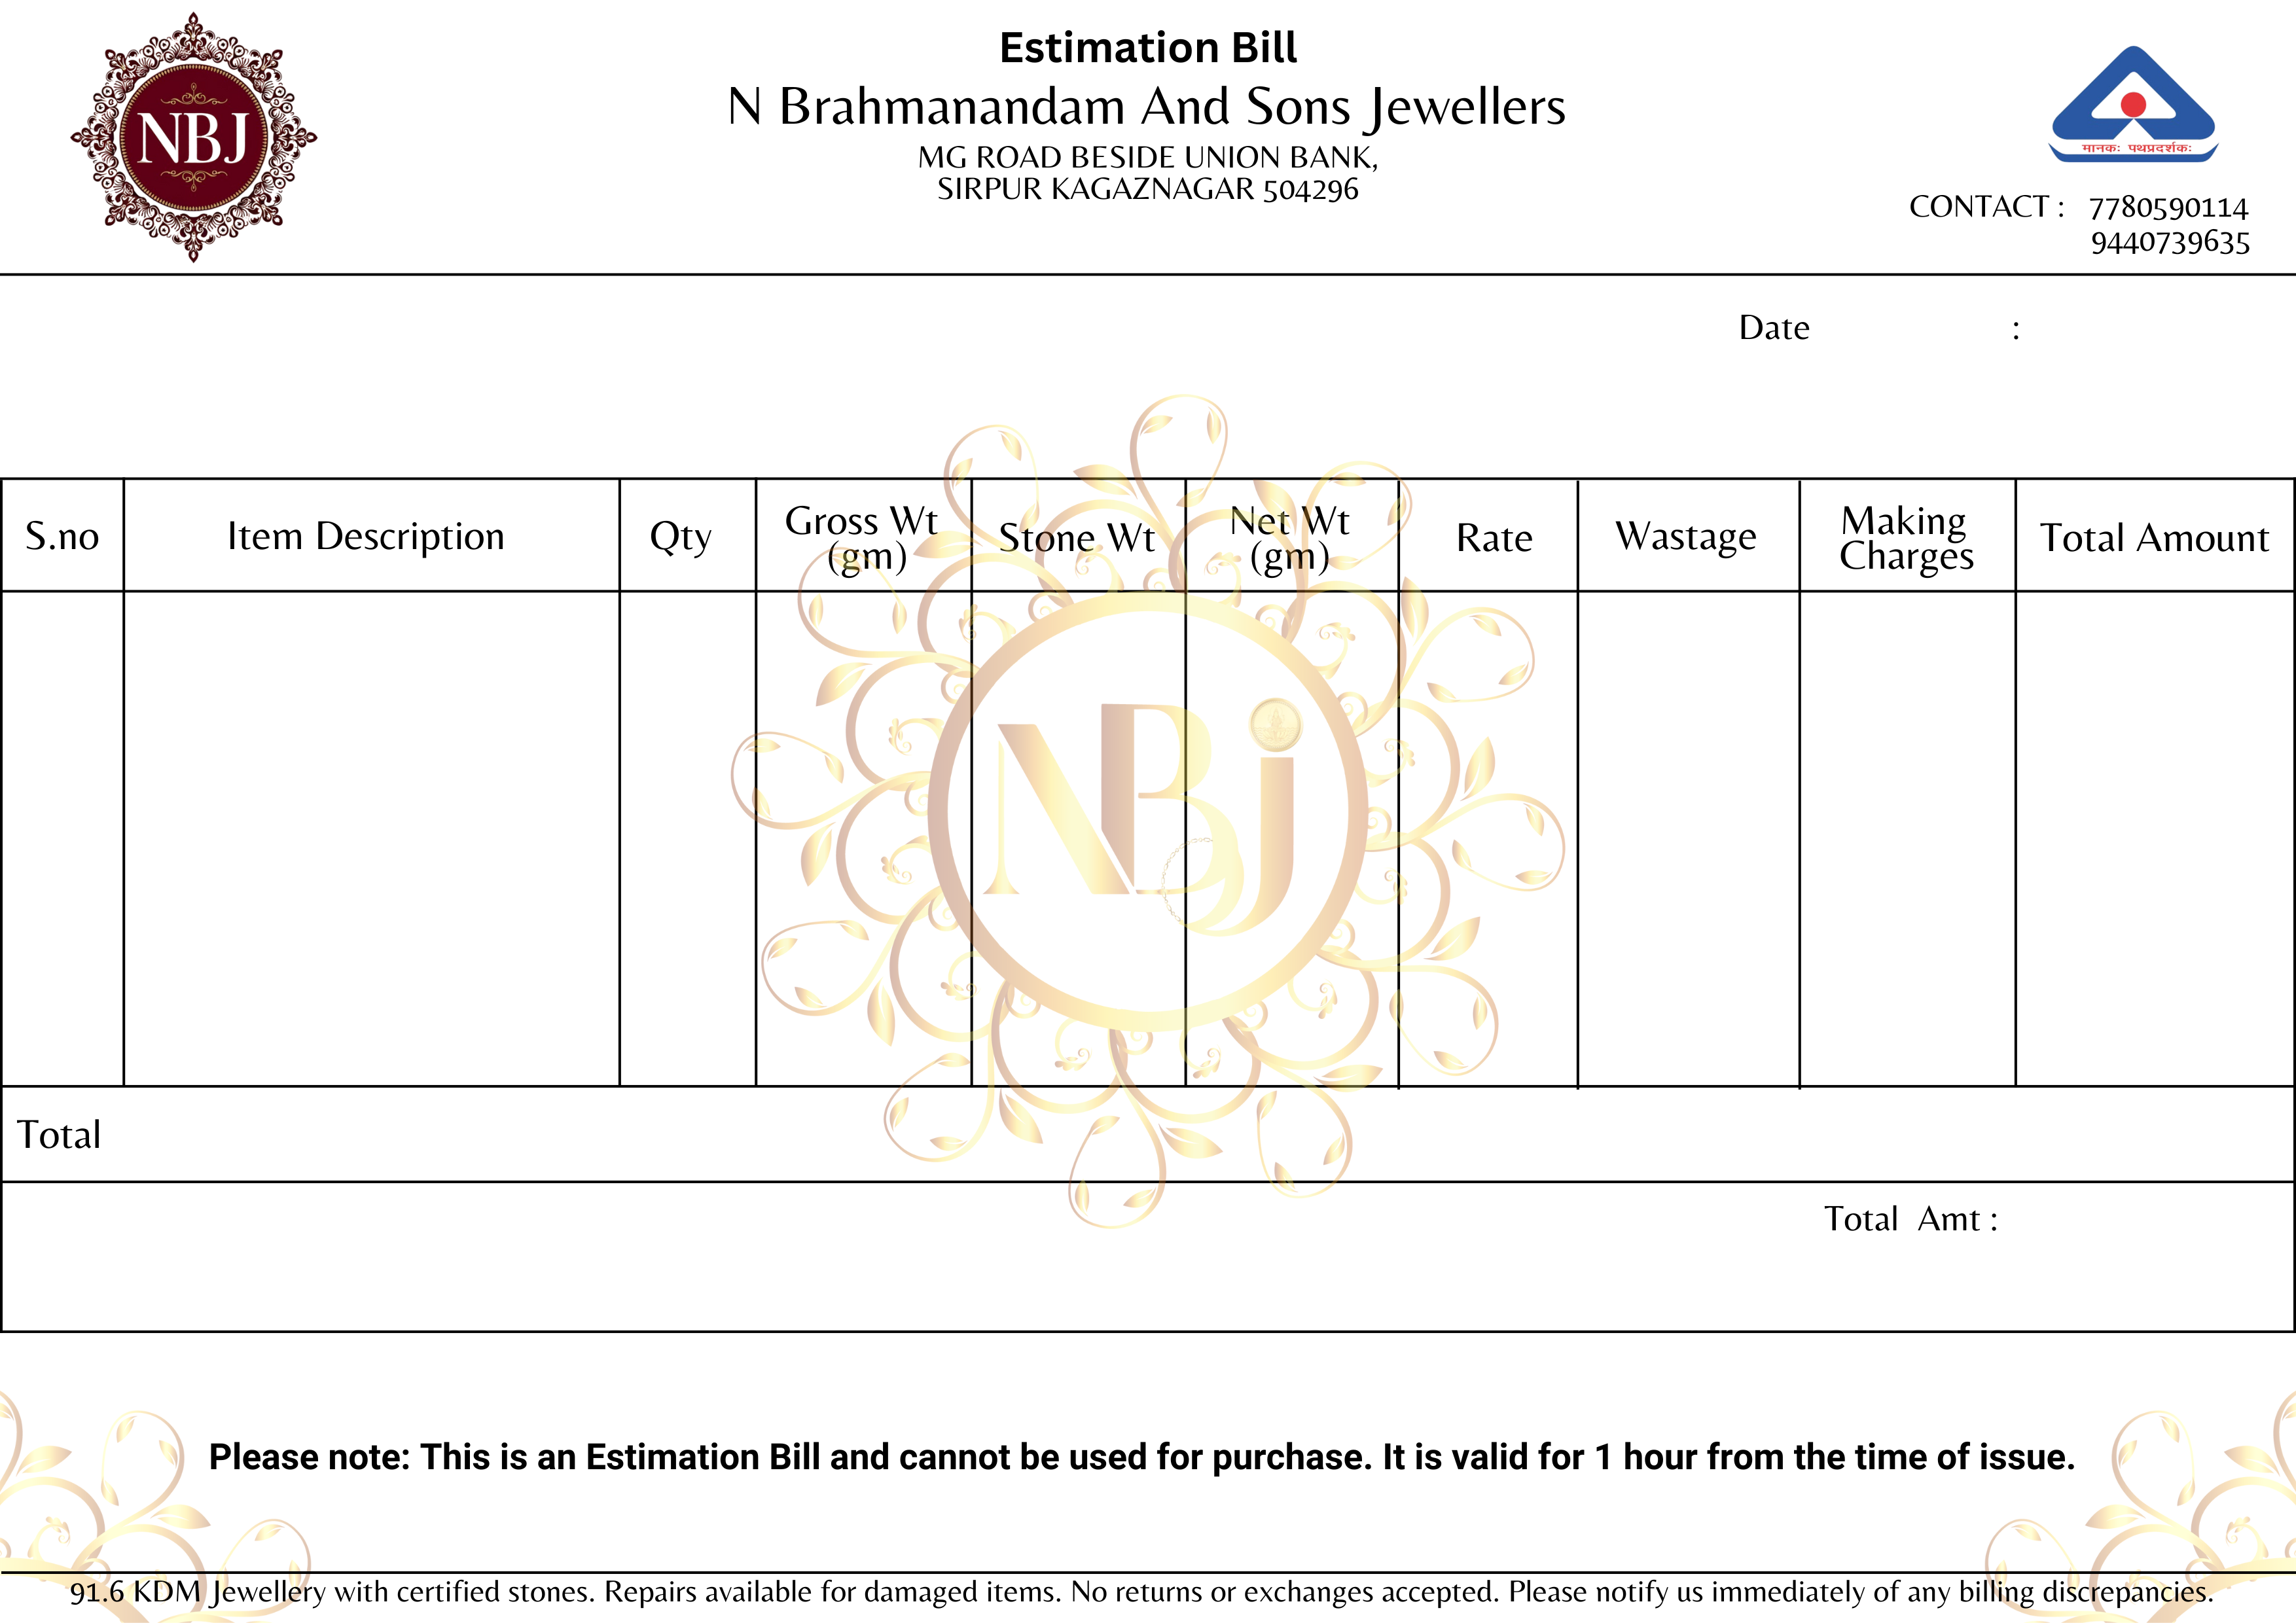 NBJ
Estimation Bill
N Brahmanandam And Sons Jewellers
MG ROAD BESIDE UNION BANK,
SIRPUR KAGAZNAGAR 504296
मानकः पथप्रदर्शकः
CONTACT : 7780590114
9440739635
Date :
S.no Item Description Qty Gross Wt (gm) Stone Wt Net Wt (gm) Rate Wastage Making Charges Total Amount
NBJ
Total
Total Amt :
Please note: This is an Estimation Bill and cannot be used for purchase. It is valid for 1 hour from the time of issue.
91.6 KDM Jewellery with certified stones. Repairs available for damaged items. No returns or exchanges accepted. Please notify us immediately of any billing discrepancies.